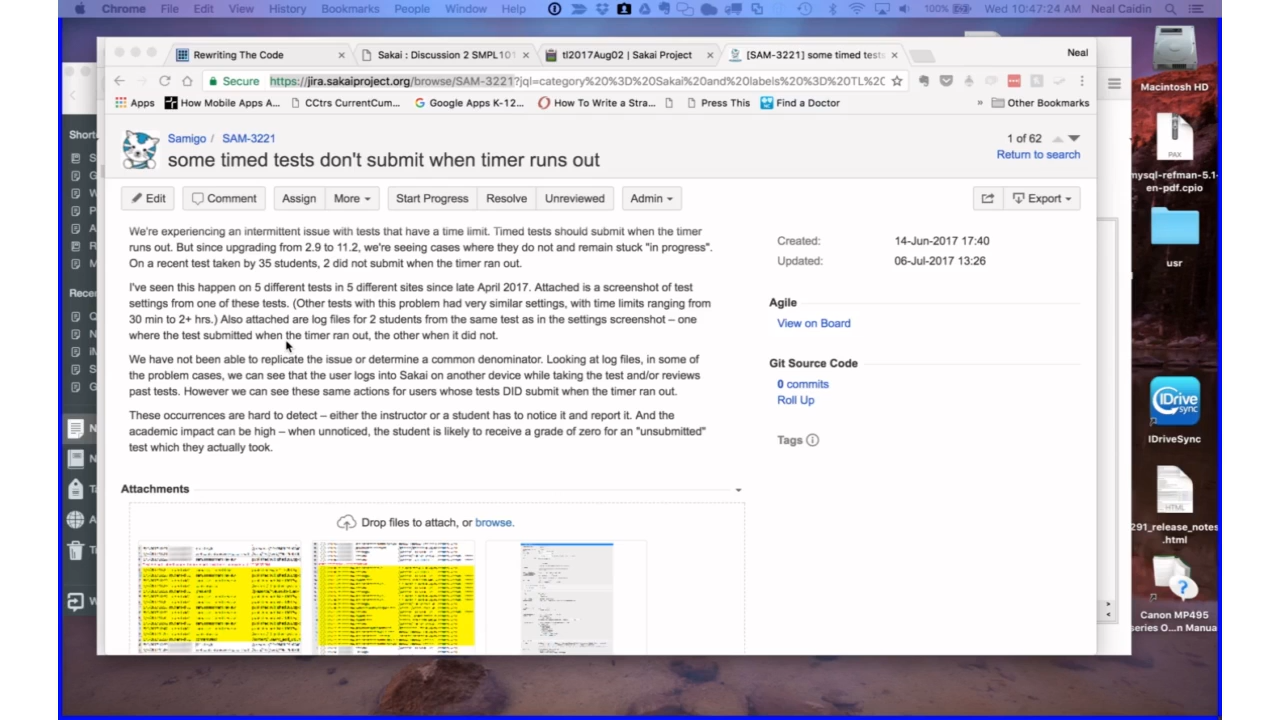 Chrome File Edit View History Bookmarks People Window Help 100% Wed 10:47:24 AM Neal Caidin
Rewriting The Code
Sakai : Discussion 2 SMPL101
tl2017Aug02 | Sakai Project
[SAM-3221] some timed tests
Neal
Secure https://jira.sakaiproject.org/browse/SAM-3221?jql=category%20%3D%20Sakai%20and%20labels%20%3D%20TL%2C
Apps How Mobile Apps A... CCtrs CurrentCum... Google Apps K-12... How To Write a Stra... Press This Find a Doctor » Other Bookmarks
Samigo / SAM-3221
some timed tests don't submit when timer runs out
1 of 62
Return to search
Edit Comment Assign More Start Progress Resolve Unreviewed Admin Export
We're experiencing an intermittent issue with tests that have a time limit. Timed tests should submit when the timer
runs out. But since upgrading from 2.9 to 11.2, we're seeing cases where they do not and remain stuck "in progress".
On a recent test taken by 35 students, 2 did not submit when the timer ran out.
I've seen this happen on 5 different tests in 5 different sites since late April 2017. Attached is a screenshot of test
settings from one of these tests. (Other tests with this problem had very similar settings, with time limits ranging from
30 min to 2+ hrs.) Also attached are log files for 2 students from the same test as in the settings screenshot – one
where the test submitted when the timer ran out, the other when it did not.
We have not been able to replicate the issue or determine a common denominator. Looking at log files, in some of
the problem cases, we can see that the user logs into Sakai on another device while taking the test and/or reviews
past tests. However we can see these same actions for users whose tests DID submit when the timer ran out.
These occurrences are hard to detect – either the instructor or a student has to notice it and report it. And the
academic impact can be high – when unnoticed, the student is likely to receive a grade of zero for an "unsubmitted"
test which they actually took.
Attachments
Drop files to attach, or browse.
Created: 14-Jun-2017 17:40
Updated: 06-Jul-2017 13:26
Agile
View on Board
Git Source Code
0 commits
Roll Up
Tags
Short
Recen
Macintosh HD
PAX
mysql-refman-5.1-
en-pdf.cpio
usr
IDrive
sync
IDriveSync
HTML
291_release_notes
.html
Canon MP495
series O...n Manua